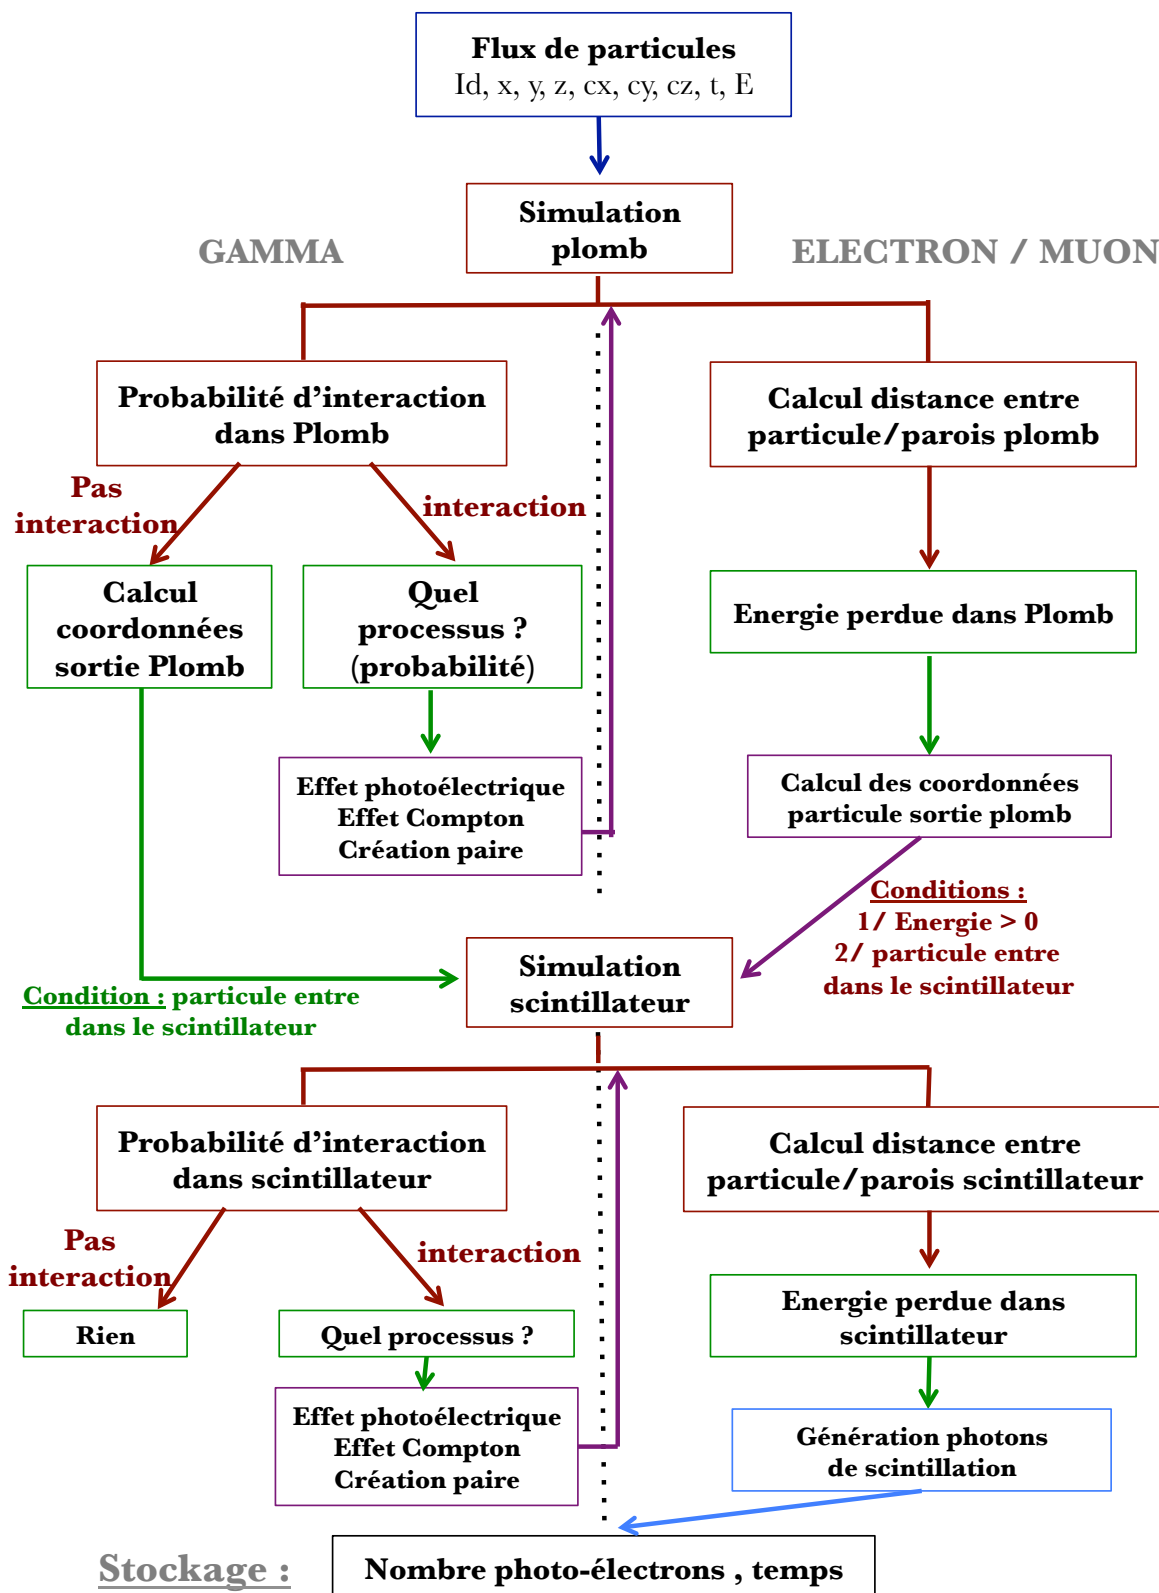 Flux de particules
Id, x, y, z, cx, cy, cz, t, E
Simulation
plomb
GAMMA
ELECTRON / MUON
Probabilité d'interaction
dans Plomb
Calcul distance entre
particule/parois plomb
Pas
interaction
interaction
Calcul
coordonnées
sortie Plomb
Quel
processus ?
(probabilité)
Energie perdue dans Plomb
Effet photoélectrique
Effet Compton
Création paire
Calcul des coordonnées
particule sortie plomb
Conditions :
1/ Energie > 0
2/ particule entre
dans le scintillateur
Simulation
scintillateur
Condition : particule entre
dans le scintillateur
Probabilité d'interaction
dans scintillateur
Calcul distance entre
particule/parois scintillateur
Pas
interaction
interaction
Rien
Quel processus ?
Energie perdue dans
scintillateur
Effet photoélectrique
Effet Compton
Création paire
Génération photons
de scintillation
Stockage :
Nombre photo-électrons , temps